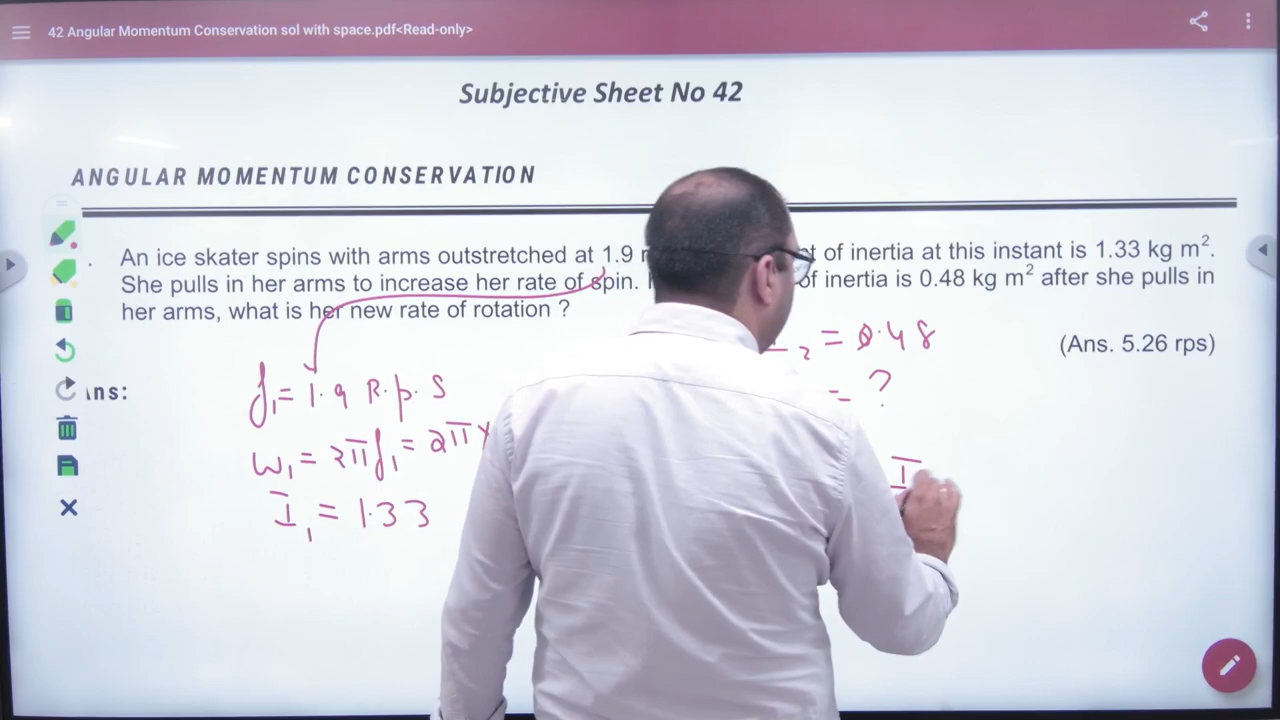 42 Angular Momentum Conservation sol with space.pdf<Read-only>
Subjective Sheet No 42
ANGULAR MOMENTUM CONSERVATION
An ice skater spins with arms outstretched at 1.9 of inertia at this instant is 1.33 kg m².
She pulls in her arms to increase her rate of spin. of inertia is 0.48 kg m² after she pulls in
her arms, what is her new rate of rotation ?
(Ans. 5.26 rps)
ns:
f₁ = 1.9 R.p.S
ω₁ = 2πf₁ = 2π×
I₁ = 1.33
₂ = 0.48
= ?
I